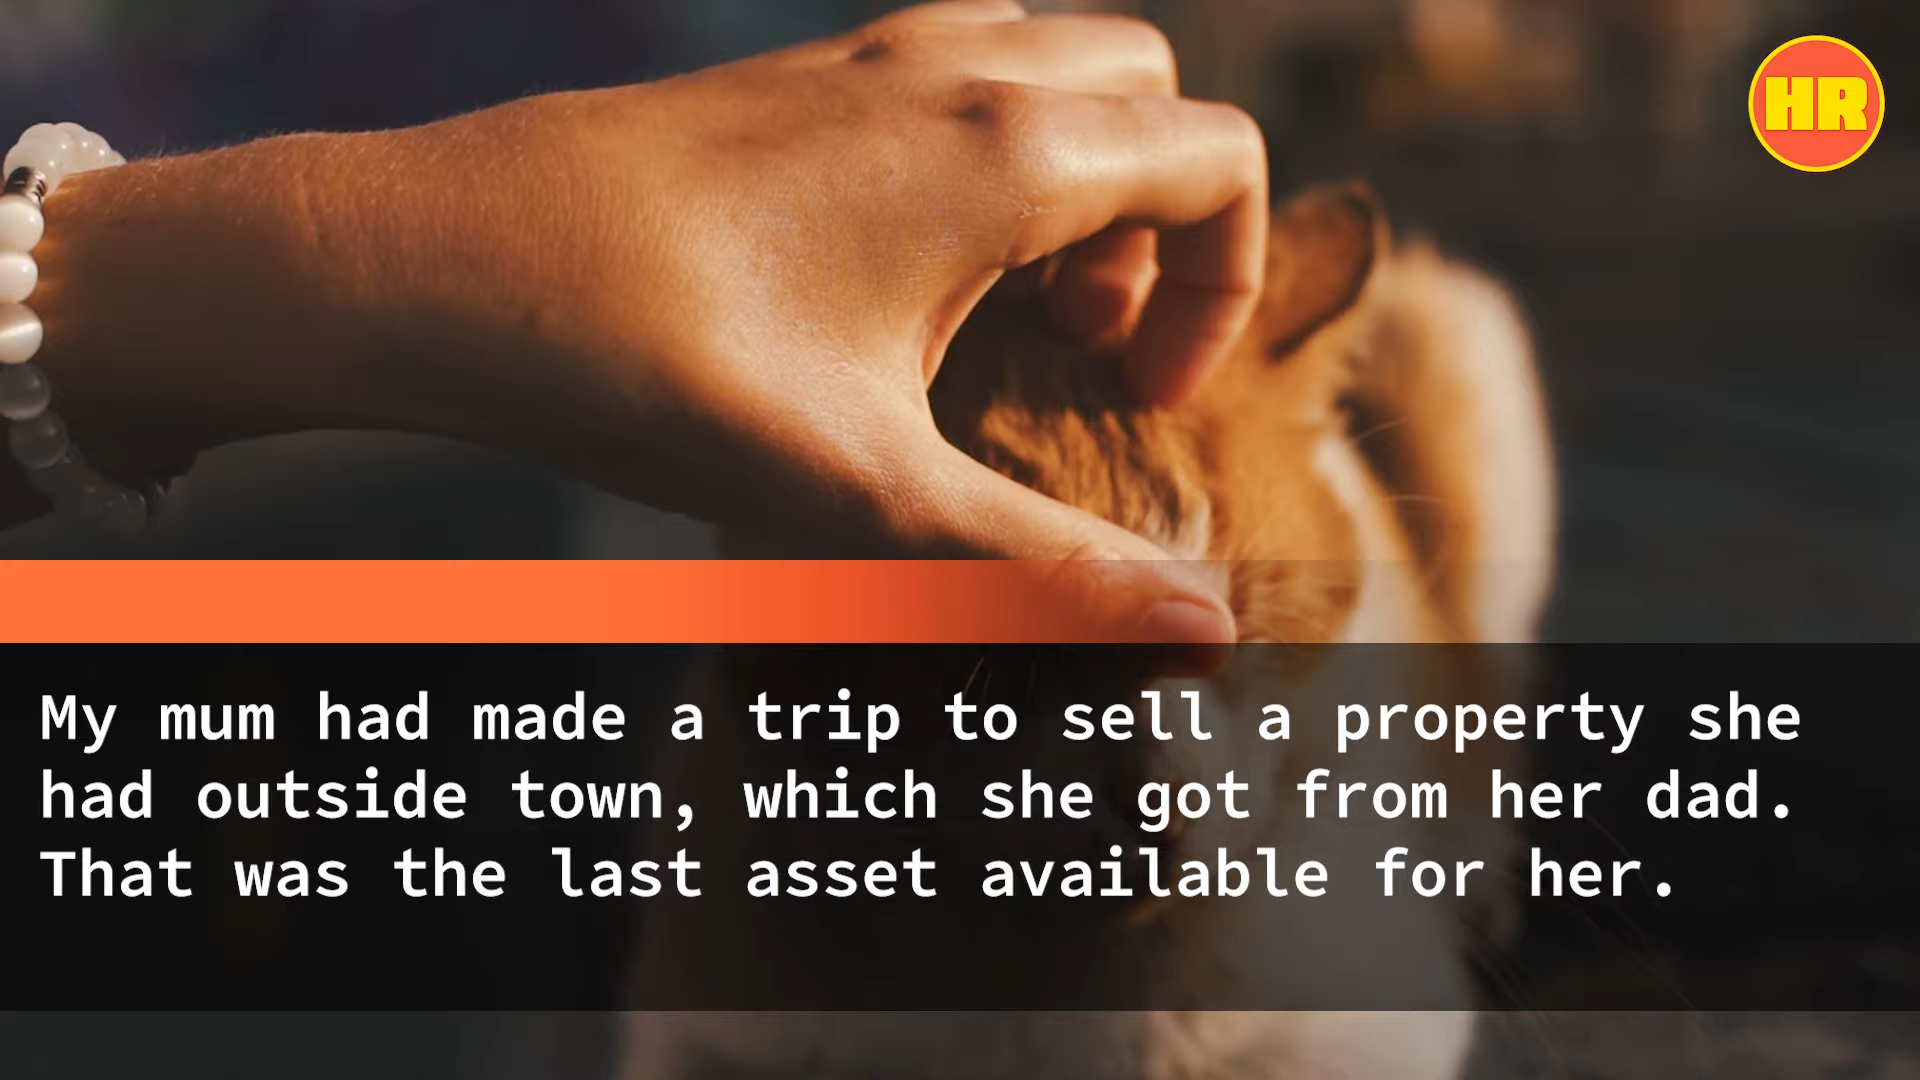 HR
My mum had made a trip to sell a property she
had outside town, which she got from her dad.
That was the last asset available for her.